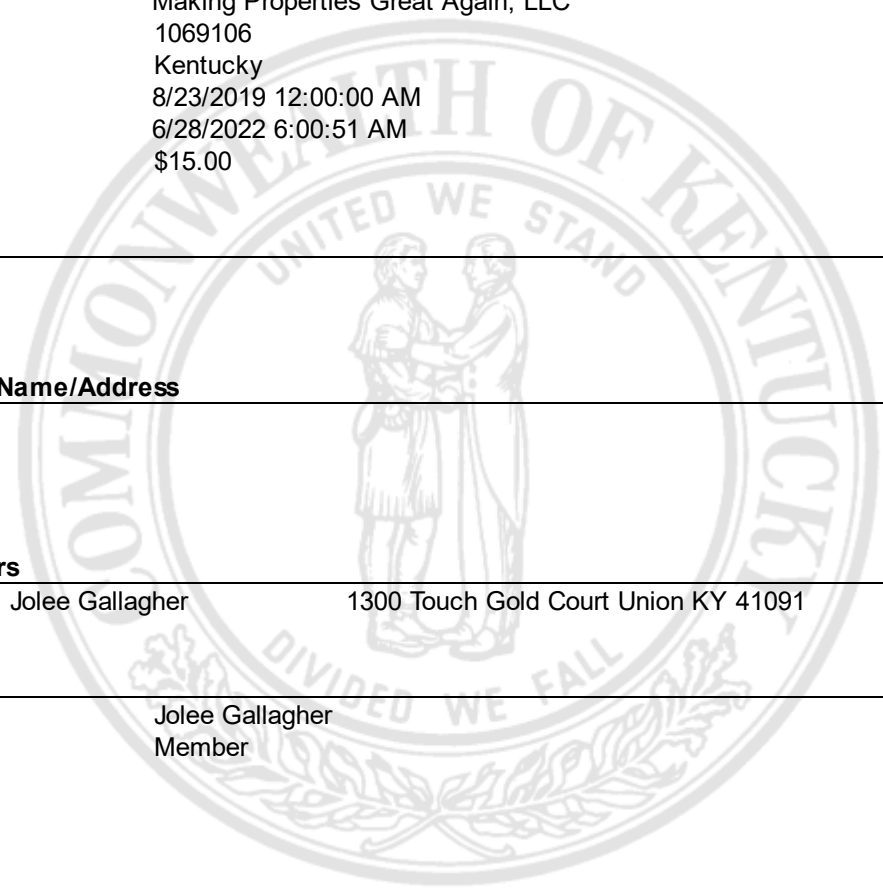 Making Properties Great Again, LLC
1069106
Kentucky
8/23/2019 12:00:00 AM
6/28/2022 6:00:51 AM
$15.00
COMMONWEALTH OF KENTUCKY
UNITED WE STAND
Name/Address
rs
Jolee Gallagher 1300 Touch Gold Court Union KY 41091
DIVIDED WE FALL
Jolee Gallagher
Member